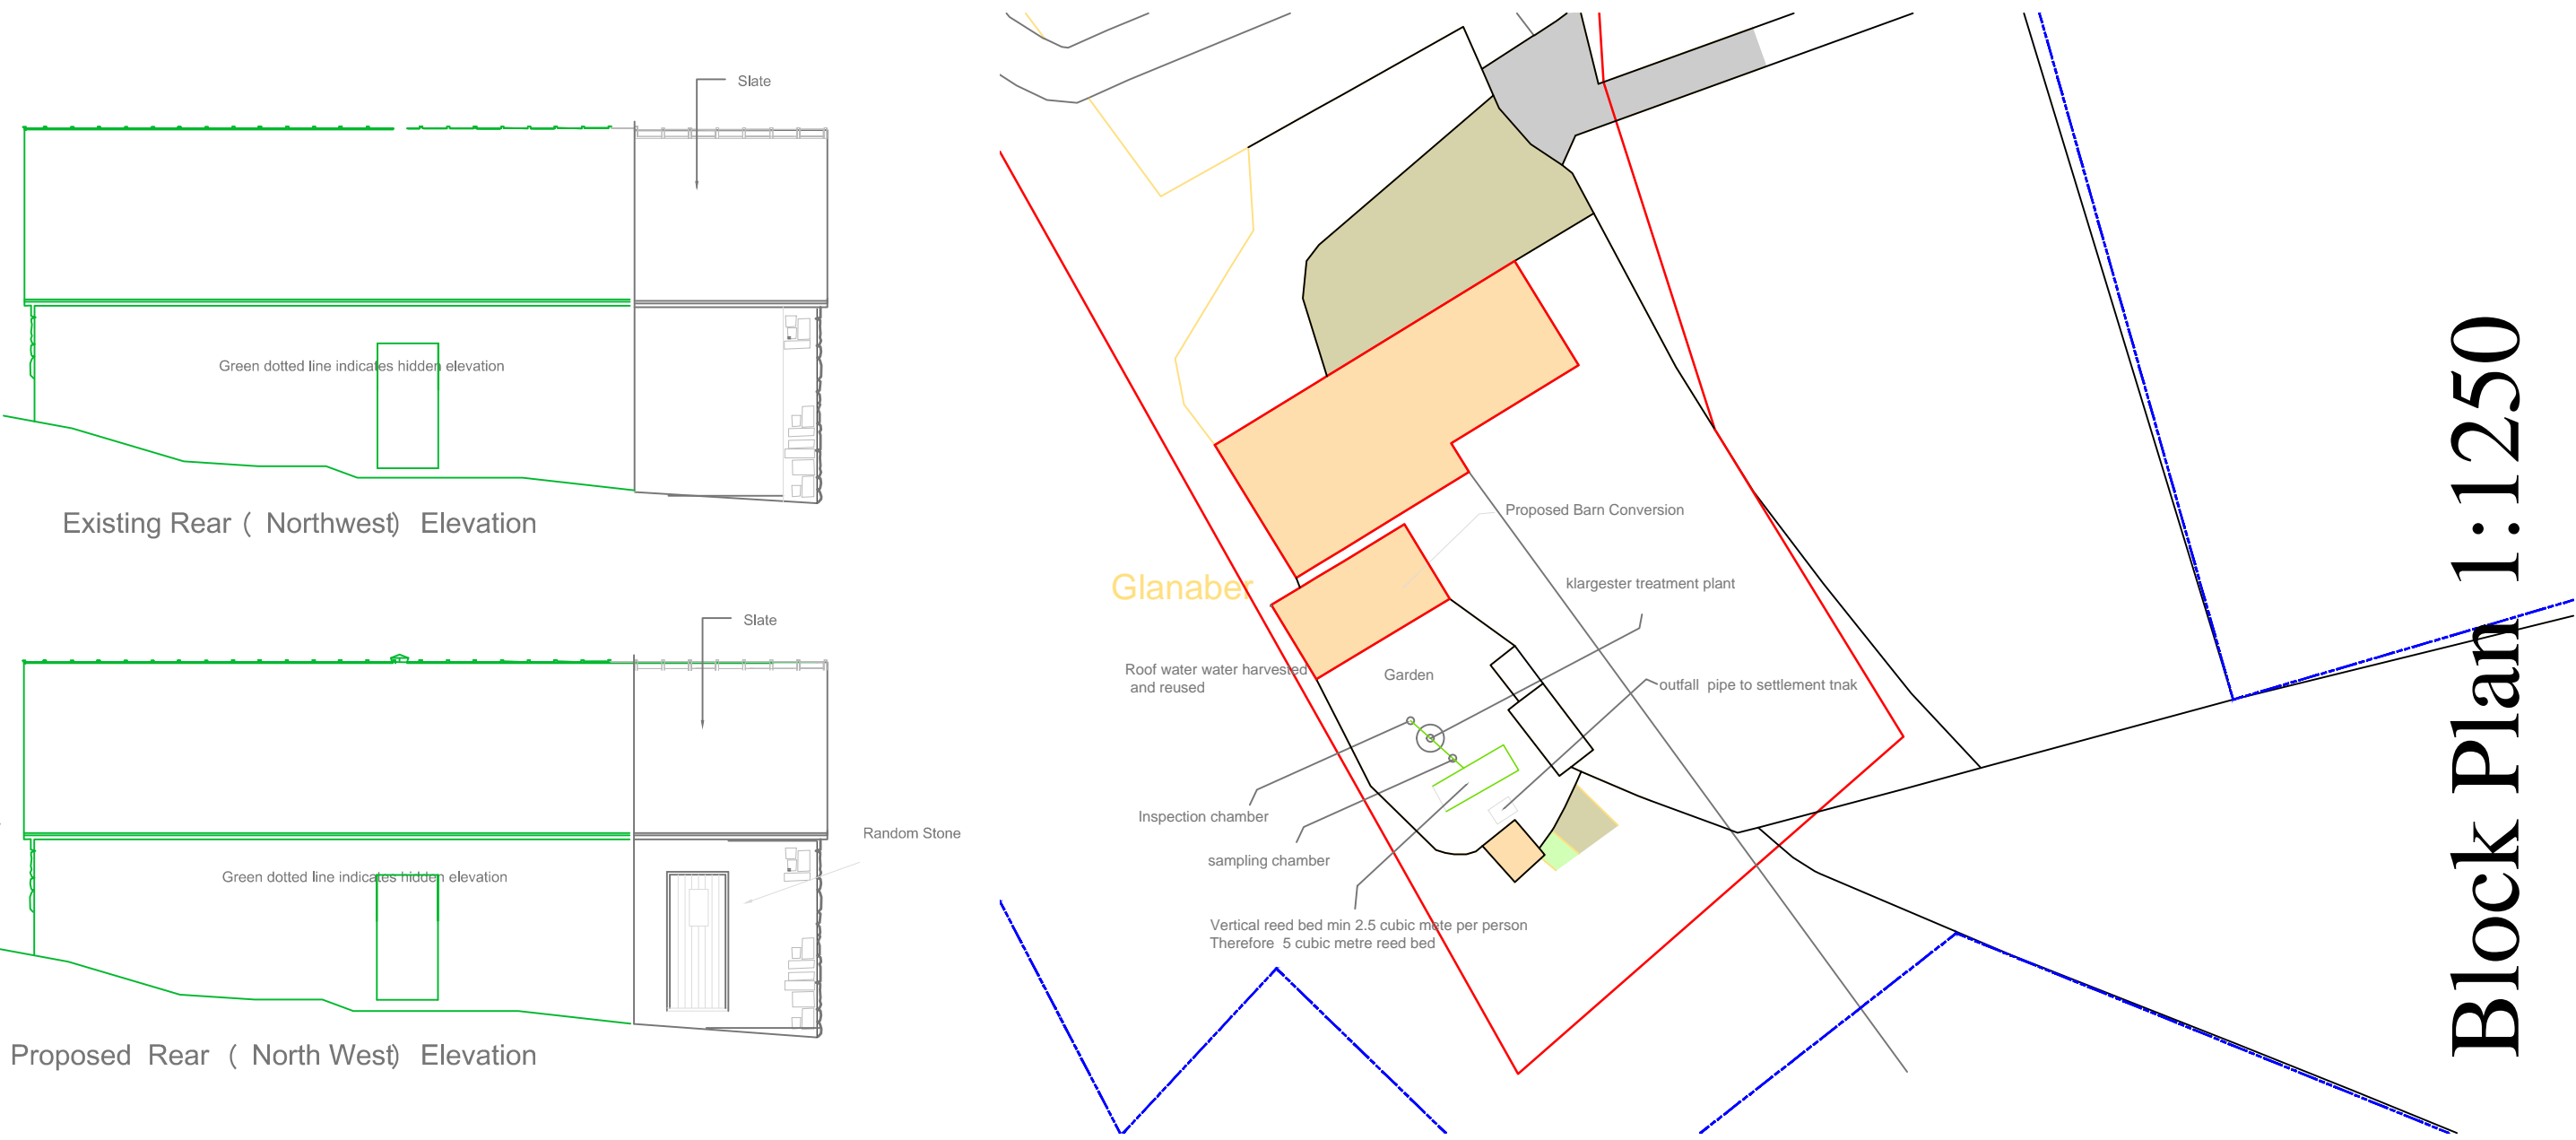 Slate
Green dotted line indicates hidden elevation
Existing Rear ( Northwest) Elevation
Slate
Random Stone
Green dotted line indicates hidden elevation
Proposed Rear ( North West) Elevation
Proposed Barn Conversion
klargester treatment plant
Glanaber
Roof water water harvested
and reused
Garden
outfall pipe to settlement tnak
Inspection chamber
sampling chamber
Vertical reed bed min 2.5 cubic mete per person
Therefore 5 cubic metre reed bed
Block Plan 1:1250